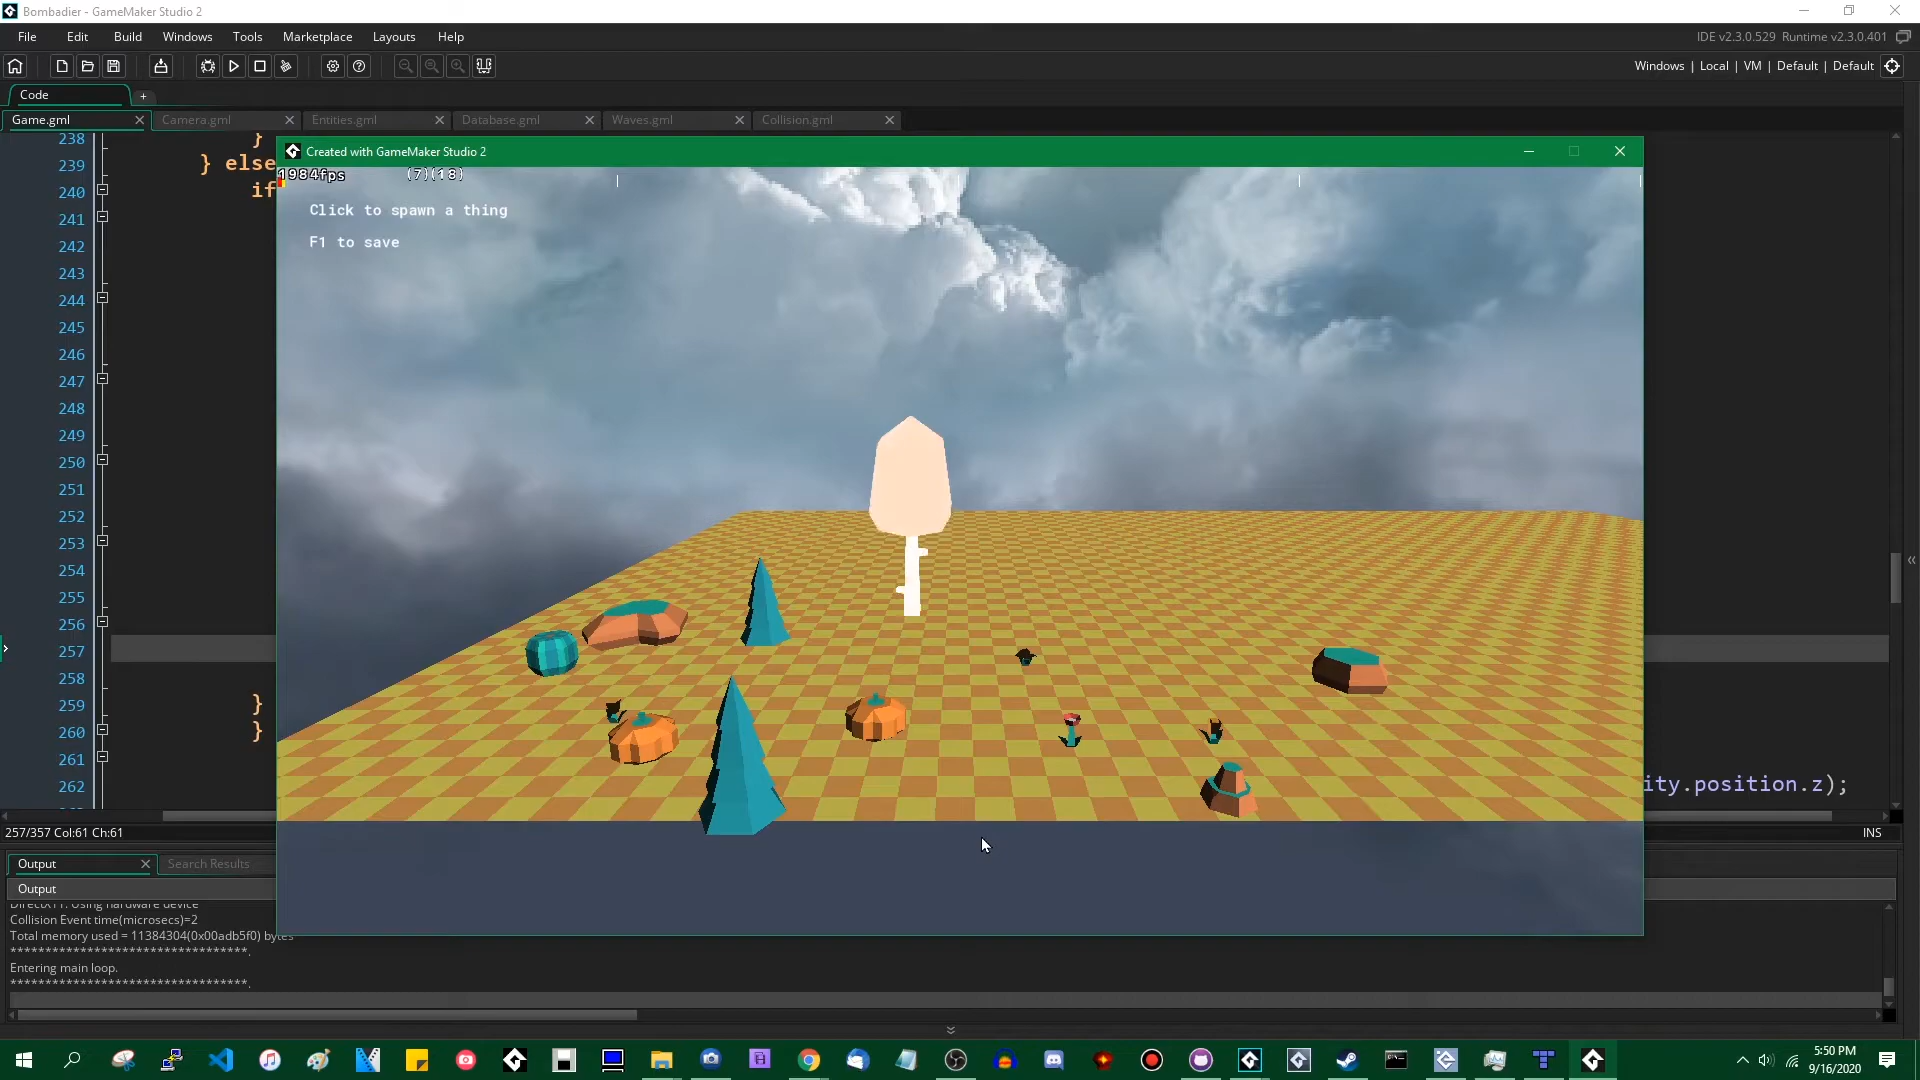 Bombadier - GameMaker Studio 2
File Edit Build Windows Tools Marketplace Layouts Help
IDE v2.3.0.529 Runtime v2.3.0.401
Windows | Local | VM | Default | Default
Code
Game.gml Camera.gml Entities.gml Database.gml Waves.gml Collision.gml
238 }
239 } else
240 if
241
242
243
244
245
246
247
248
249
250
251
252
253
254
255
256
257
258
259 }
260 }
261
262 ity.position.z);
Created with GameMaker Studio 2
1984fps (7)(18)
Click to spawn a thing
F1 to save
257/357 Col:61 Ch:61
INS
Output Search Results
Output
DirectX11: Using hardware device
Collision Event time(microsecs)=2
Total memory used = 11384304(0x00adb5f0) bytes
*********************************.
Entering main loop.
*********************************.
5:50 PM
9/16/2020